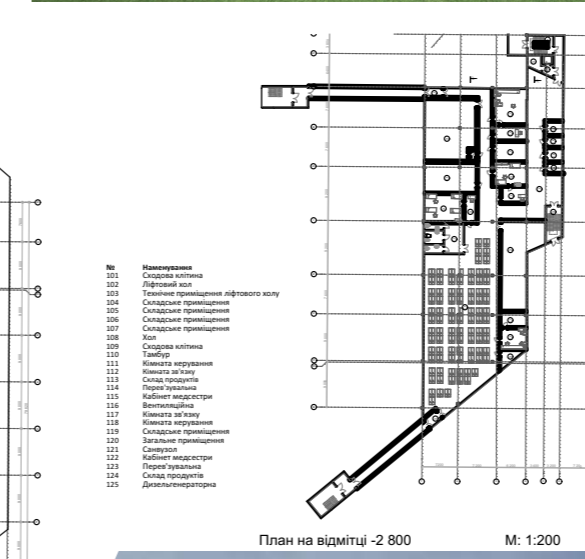 № Наменування
101 Сходова клітина
102 Ліфтовий хол
103 Технічне приміщення ліфтового холу
104 Складське приміщення
105 Складське приміщення
106 Складське приміщення
107 Складське приміщення
108 Хол
109 Сходова клітина
110 Тамбур
111 Кімната керування
112 Кімната зв'язку
113 Склад продуктів
114 Перев'язувальна
115 Кабінет медсестри
116 Вентиляційна
117 Кімната зв'язку
118 Кімната керування
119 Складське приміщення
120 Загальне приміщення
121 Санвузол
122 Кабінет медсестри
123 Перев'язувальна
124 Склад продуктів
125 Дизельгенераторна
План на відмітці -2 800
М: 1:200